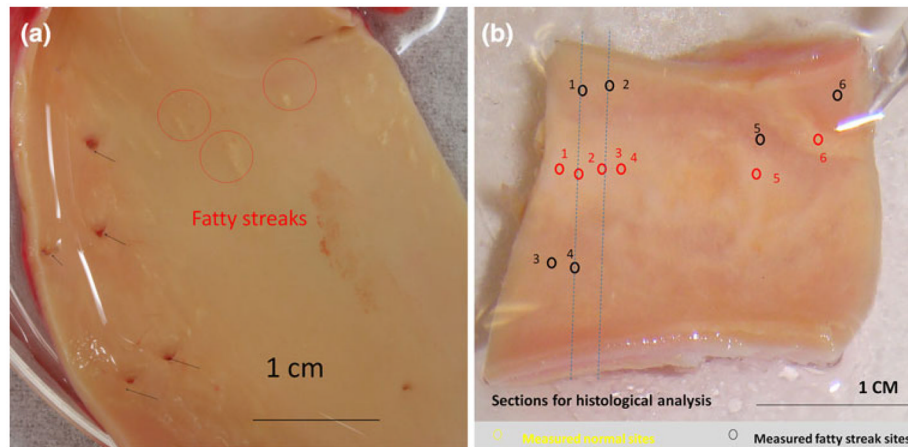 (a)
Fatty streaks
1 cm
(b)
1
2
6
5
1
2
3
4
6
5
3
4
Sections for histological analysis
1 CM
Measured normal sites
Measured fatty streak sites